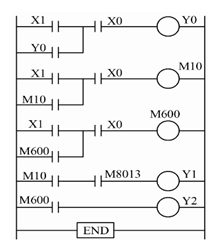 X1 X0 Y0
Y0
X1 X0 M10
M10
X1 X0 M600
M600
M10 M8013 Y1
M600 Y2
END